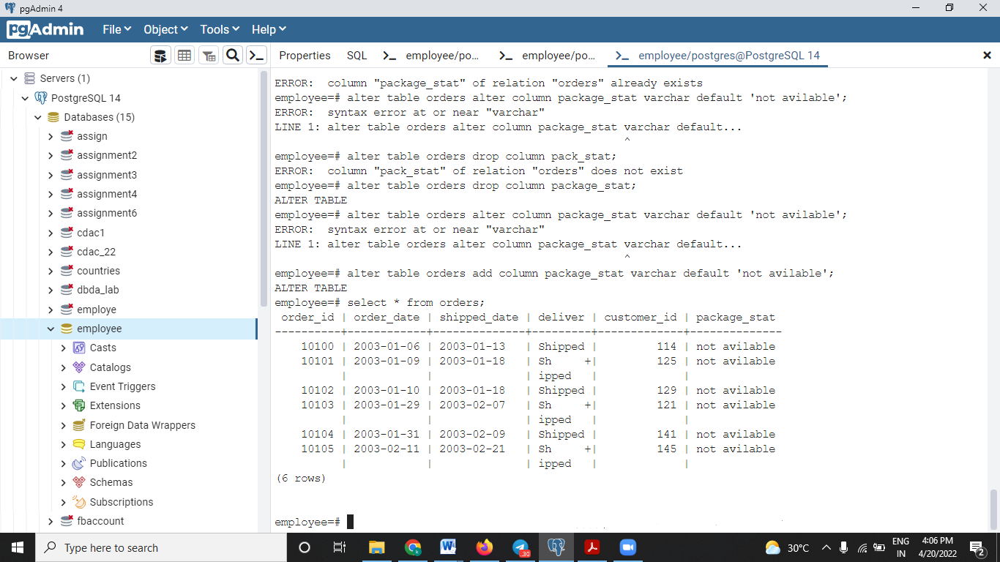 pgAdmin 4
pgAdmin File Object Tools Help
Browser
Properties SQL employee/po... employee/po... employee/postgres@PostgreSQL 14
Servers (1)
PostgreSQL 14
Databases (15)
assign
assignment2
assignment3
assignment4
assignment6
cdac1
cdac_22
countries
dbda_lab
employe
employee
Casts
Catalogs
Event Triggers
Extensions
Foreign Data Wrappers
Languages
Publications
Schemas
Subscriptions
fbaccount
ERROR:  column "package_stat" of relation "orders" already exists
employee=# alter table orders alter column package_stat varchar default 'not avilable';
ERROR:  syntax error at or near "varchar"
LINE 1: alter table orders alter column package_stat varchar default...
^
employee=# alter table orders drop column pack_stat;
ERROR:  column "pack_stat" of relation "orders" does not exist
employee=# alter table orders drop column package_stat;
ALTER TABLE
employee=# alter table orders alter column package_stat varchar default 'not avilable';
ERROR:  syntax error at or near "varchar"
LINE 1: alter table orders alter column package_stat varchar default...
^
employee=# alter table orders add column package_stat varchar default 'not avilable';
ALTER TABLE
employee=# select * from orders;
order_id | order_date | shipped_date | deliver | customer_id | package_stat
----------+------------+--------------+---------+-------------+--------------
10100 | 2003-01-06 | 2003-01-13 | Shipped | 114 | not avilable
10101 | 2003-01-09 | 2003-01-18 | Sh +| 125 | not avilable
| | | ipped | |
10102 | 2003-01-10 | 2003-01-18 | Shipped | 129 | not avilable
10103 | 2003-01-29 | 2003-02-07 | Sh +| 121 | not avilable
| | | ipped | |
10104 | 2003-01-31 | 2003-02-09 | Shipped | 141 | not avilable
10105 | 2003-02-11 | 2003-02-21 | Sh +| 145 | not avilable
| | | ipped | |
(6 rows)
employee=#
Type here to search
.30
30°C
ENG
IN
4:06 PM
4/20/2022
2